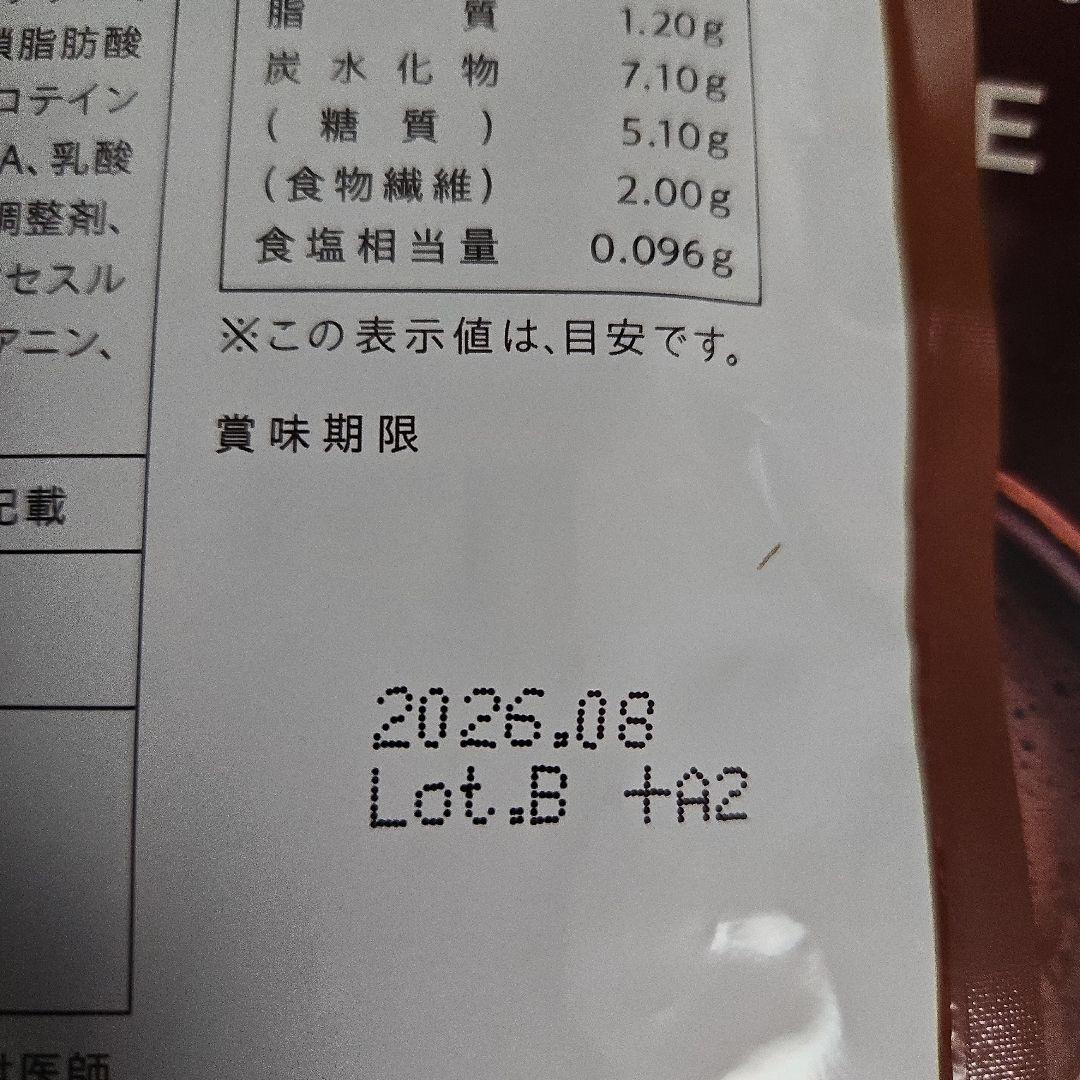 鎖脂肪酸
コテイン
A、乳酸
調整剤、
セスル
アニン、
記載
医師
脂質 1.20g
炭水化物 7.10g
(糖質) 5.10g
(食物繊維) 2.00g
食塩相当量 0.096g
※この表示値は、目安です。
賞味期限
2026.08
Lot.B +A2
E